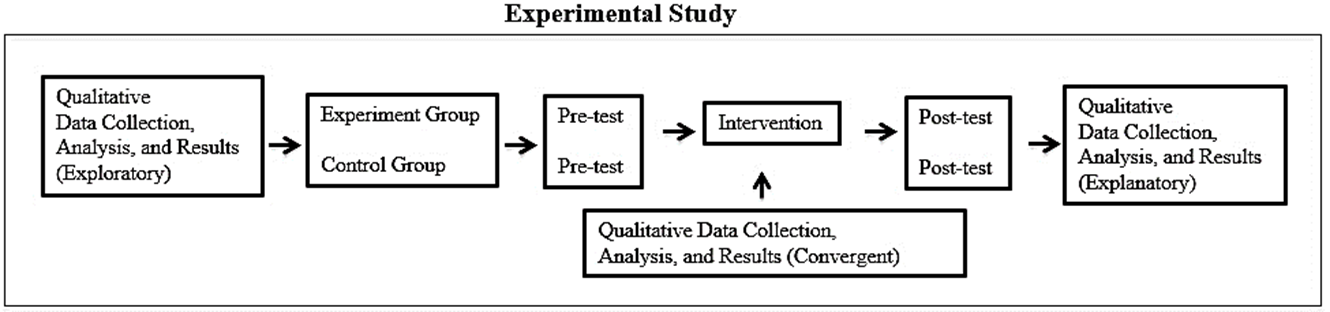 Experimental Study
Qualitative
Data Collection,
Analysis, and Results
(Exploratory)
Experiment Group
Control Group
Pre-test
Pre-test
Intervention
Post-test
Post-test
Qualitative
Data Collection,
Analysis, and Results
(Explanatory)
Qualitative Data Collection,
Analysis, and Results (Convergent)